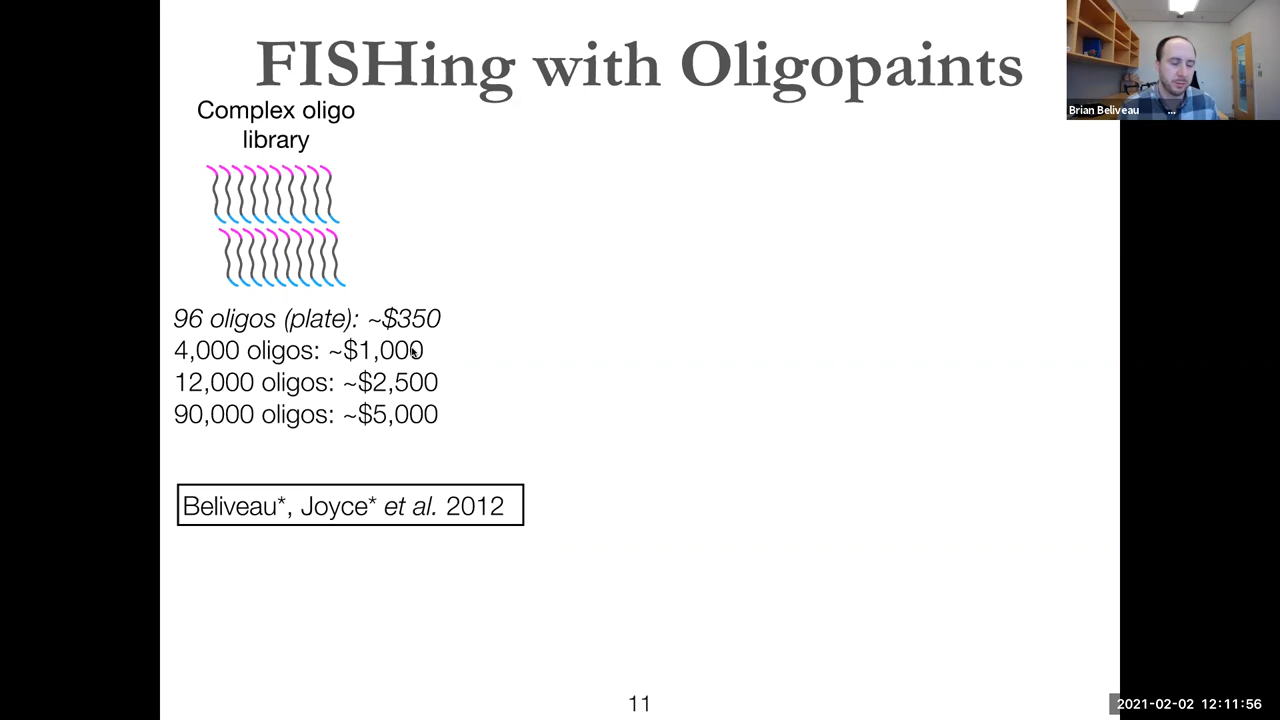 FISHing with Oligopaints
Complex oligo
library
96 oligos (plate): ~$350
4,000 oligos: ~$1,000
12,000 oligos: ~$2,500
90,000 oligos: ~$5,000
Beliveau*, Joyce* et al. 2012
11
Brian Beliveau
...
2021-02-02 12:11:56